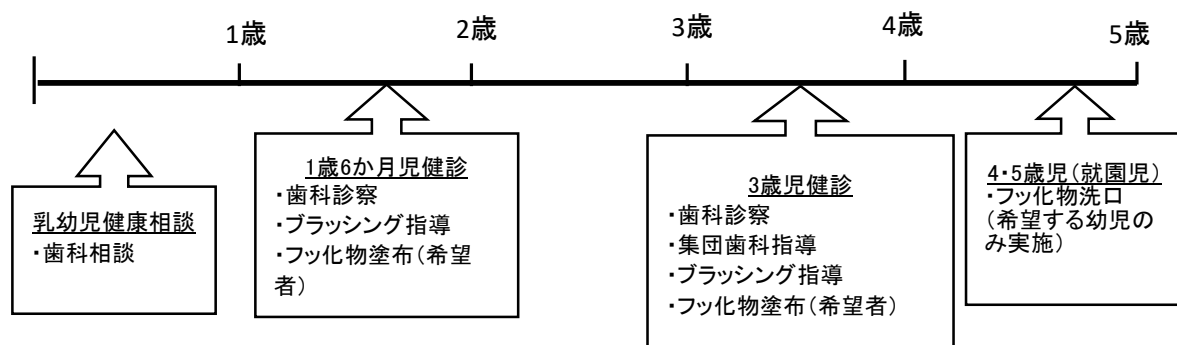 1歳
2歳
3歳
4歳
5歳
乳幼児健康相談
・歯科相談
1歳6か月児健診
・歯科診察
・ブラッシング指導
・フッ化物塗布(希望
者)
3歳児健診
・歯科診察
・集団歯科指導
・ブラッシング指導
・フッ化物塗布(希望者)
4・5歳児(就園児)
・フッ化物洗口
(希望する幼児の
み実施)